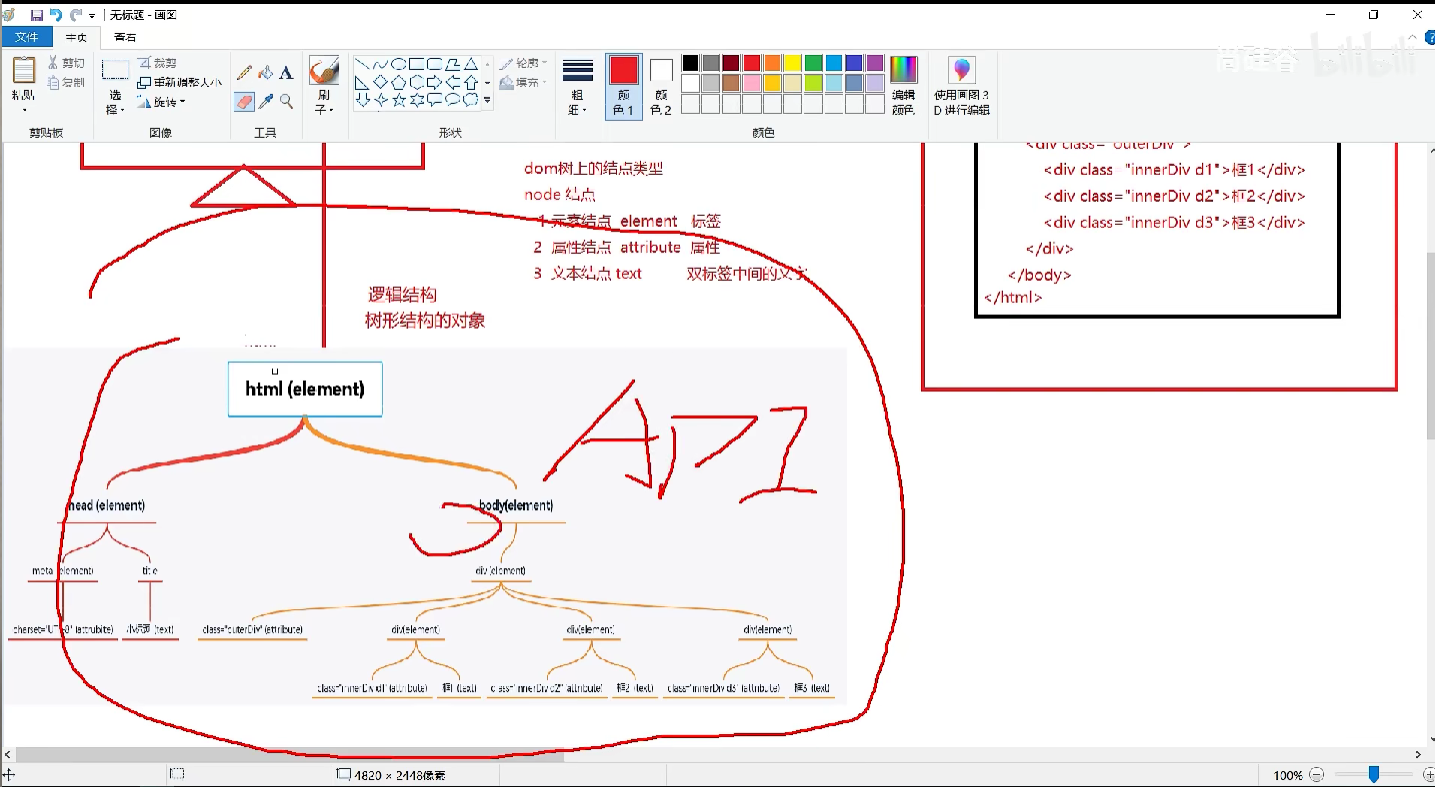 无标题 - 画图
文件 主页 查看
粘贴 剪切 复制 剪贴板
选择 裁剪 重新调整大小 旋转 图像
工具
刷子
轮廓 填充 形状
粗细
颜色 1 颜色 2 编辑颜色 颜色
使用画图 3D 进行编辑
尚硅谷 bilibili
dom树上的结点类型
node 结点
1 元素结点 element 标签
2 属性结点 attribute 属性
3 文本结点 text 双标签中间的文字
逻辑结构
树形结构的对象
<div class="outerDiv">
<div class="innerDiv d1">框1</div>
<div class="innerDiv d2">框2</div>
<div class="innerDiv d3">框3</div>
</div>
</body>
</html>
html (element)
API
head (element) body(element)
meta (element) title div (element)
charset="UTF-8" (attrubite) (text) class="outerDiv" (attribute) div(element) div(element) div(element)
class="innerDiv d1" (attribute) 框1 (text) class="innerDiv d2" (attribute) 框2 (text) class="innerDiv d3" (attribute) 框3 (text)
4820 × 2448像素
100%